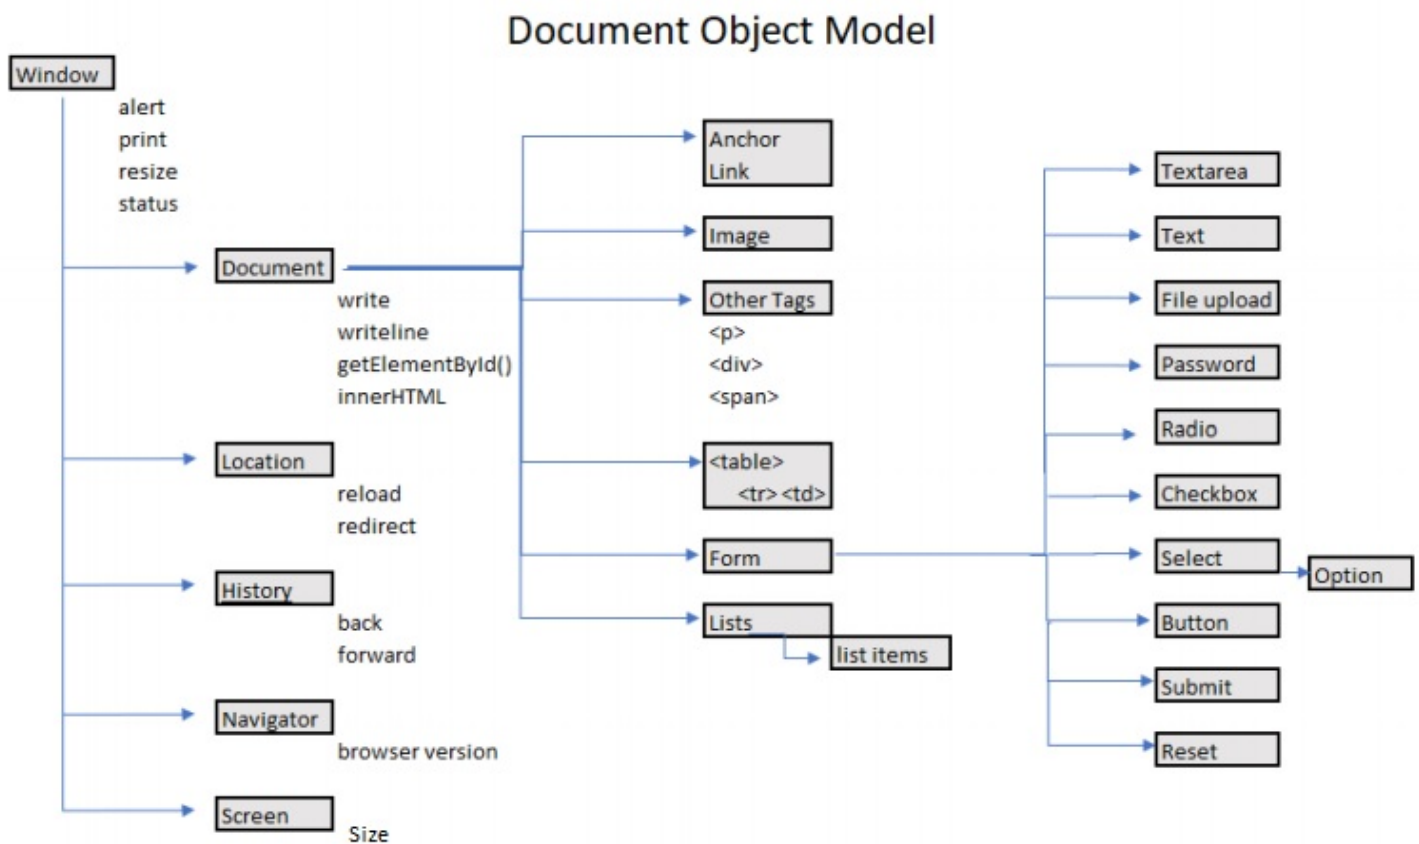 Document Object Model
Window
alert
print
resize
status
Document
write
writeline
getElementById()
innerHTML
Location
reload
redirect
History
back
forward
Navigator
browser version
Screen
Size
Anchor
Link
Image
Other Tags
<p>
<div>
<span>
<table>
<tr> <td>
Form
Lists
list items
Textarea
Text
File upload
Password
Radio
Checkbox
Select
Option
Button
Submit
Reset